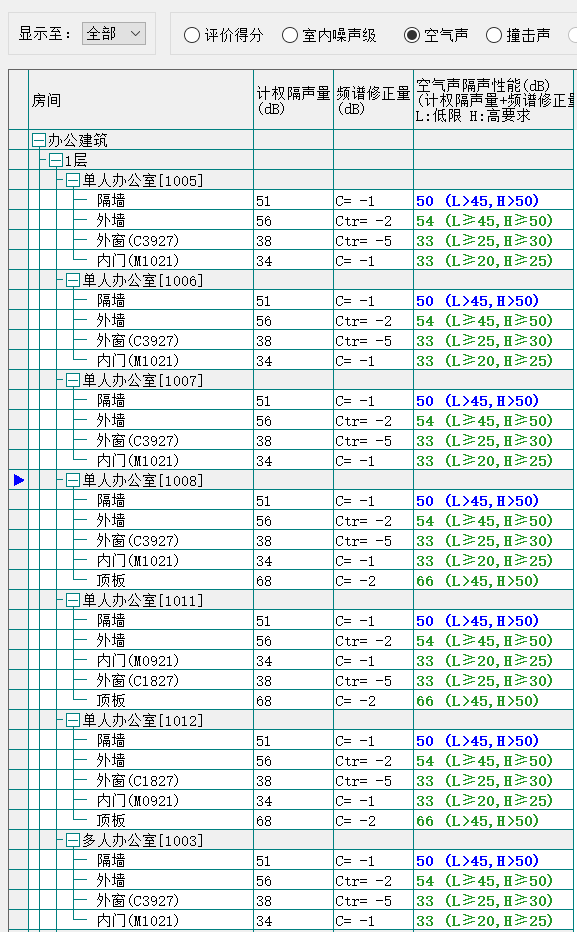 显示至: 全部 评价得分 室内噪声级 空气声 撞击声
房间 计权隔声量(dB) 频谱修正量(dB) 空气声隔声性能(dB)
(计权隔声量+频谱修正量
L:低限 H:高要求
办公建筑
1层
单人办公室[1005]
隔墙 51 C= -1 50 (L>45,H>50)
外墙 56 Ctr= -2 54 (L≥45,H≥50)
外窗(C3927) 38 Ctr= -5 33 (L≥25,H≥30)
内门(M1021) 34 C= -1 33 (L≥20,H≥25)
单人办公室[1006]
隔墙 51 C= -1 50 (L>45,H>50)
外墙 56 Ctr= -2 54 (L≥45,H≥50)
外窗(C3927) 38 Ctr= -5 33 (L≥25,H≥30)
内门(M1021) 34 C= -1 33 (L≥20,H≥25)
单人办公室[1007]
隔墙 51 C= -1 50 (L>45,H>50)
外墙 56 Ctr= -2 54 (L≥45,H≥50)
外窗(C3927) 38 Ctr= -5 33 (L≥25,H≥30)
内门(M1021) 34 C= -1 33 (L≥20,H≥25)
单人办公室[1008]
隔墙 51 C= -1 50 (L>45,H>50)
外墙 56 Ctr= -2 54 (L≥45,H≥50)
外窗(C3927) 38 Ctr= -5 33 (L≥25,H≥30)
内门(M1021) 34 C= -1 33 (L≥20,H≥25)
顶板 68 C= -2 66 (L>45,H>50)
单人办公室[1011]
隔墙 51 C= -1 50 (L>45,H>50)
外墙 56 Ctr= -2 54 (L≥45,H≥50)
内门(M0921) 34 C= -1 33 (L≥20,H≥25)
外窗(C1827) 38 Ctr= -5 33 (L≥25,H≥30)
顶板 68 C= -2 66 (L>45,H>50)
单人办公室[1012]
隔墙 51 C= -1 50 (L>45,H>50)
外墙 56 Ctr= -2 54 (L≥45,H≥50)
外窗(C1827) 38 Ctr= -5 33 (L≥25,H≥30)
内门(M0921) 34 C= -1 33 (L≥20,H≥25)
顶板 68 C= -2 66 (L>45,H>50)
多人办公室[1003]
隔墙 51 C= -1 50 (L>45,H>50)
外墙 56 Ctr= -2 54 (L≥45,H≥50)
外窗(C3927) 38 Ctr= -5 33 (L≥25,H≥30)
内门(M1021) 34 C= -1 33 (L≥20,H≥25)